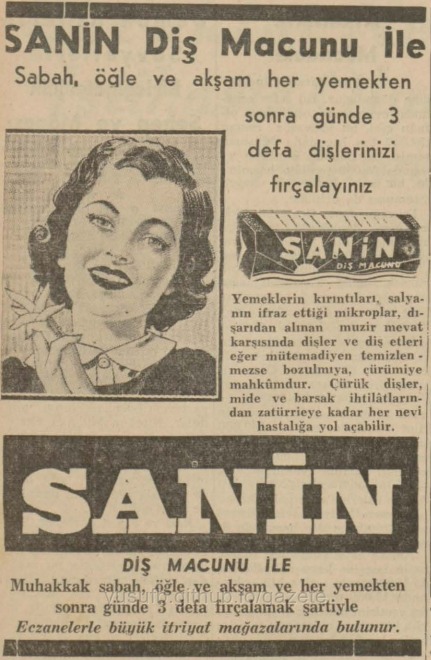 SANİN Diş Macunu İle
Sabah, öğle ve akşam her yemekten
sonra günde 3
defa dişlerinizi
fırçalayınız
SANİN
DİŞ MACUNU
Yemeklerin kırıntıları, salya-
nın ifraz ettiği mikroplar, dı-
şarıdan alınan muzir mevat
karşısında dişler ve diş etleri
eğer mütemadiyen temizlen -
mezse bozulmıya, çürümiye
mahkûmdur. Çürük dişler,
mide ve barsak ihtilâtların-
dan zatürrieye kadar her nevi
hastalığa yol açabilir.
SANİN
DİŞ MACUNU İLE
Muhakkak sabah, öğle ve akşam ve her yemekten
sonra günde 3 defa fırçalamak şartiyle
Eczanelerle büyük itriyat mağazalarında bulunur.